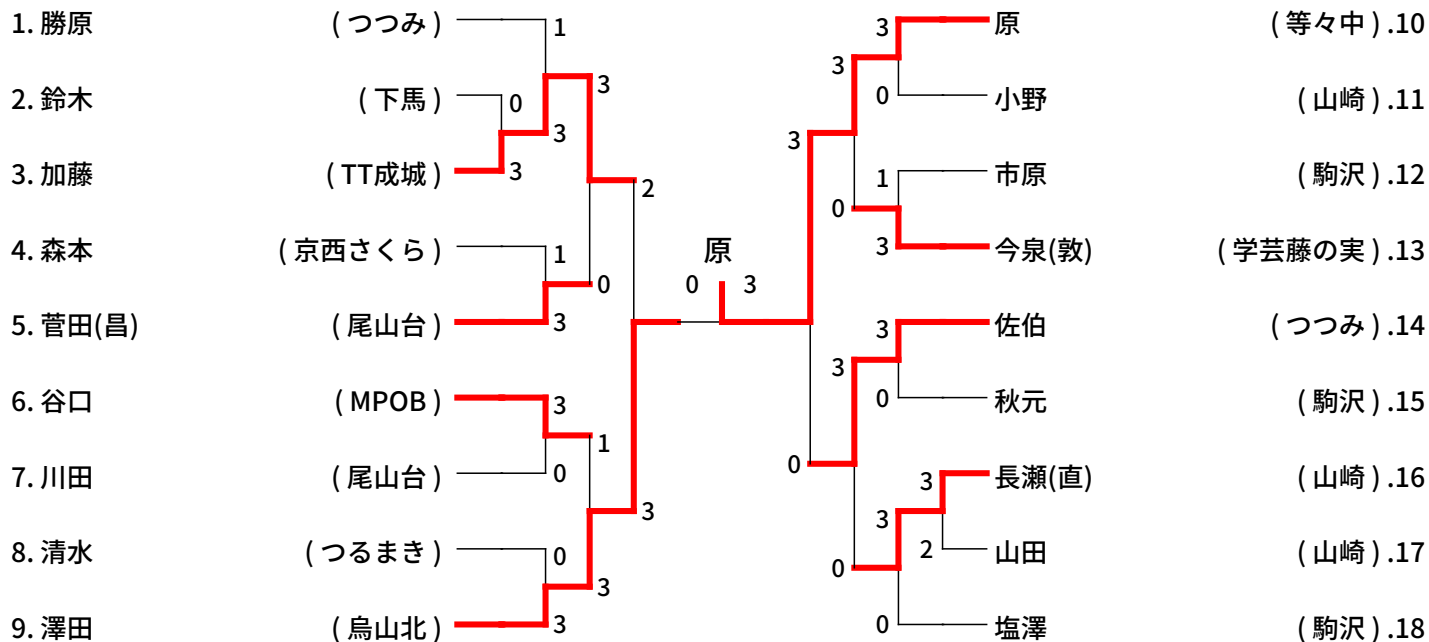 1. 勝原 ( つつみ ) 1 3 原 ( 等々中 ) .10
3 3
2. 鈴木 ( 下馬 ) 0 0 小野 ( 山崎 ) .11
3 3
3. 加藤 ( TT成城 ) 3 1 市原 ( 駒沢 ) .12
2 0
4. 森本 ( 京西さくら ) 1 原 3 今泉(敦) ( 学芸藤の実 ) .13
0 0 3
5. 菅田(昌) ( 尾山台 ) 3 3 佐伯 ( つつみ ) .14
3
6. 谷口 ( MPOB ) 3 0 秋元 ( 駒沢 ) .15
1 0
7. 川田 ( 尾山台 ) 0 3 長瀬(直) ( 山崎 ) .16
3 3
8. 清水 ( つるまき ) 0 2 山田 ( 山崎 ) .17
3 0
9. 澤田 ( 烏山北 ) 3 0 塩澤 ( 駒沢 ) .18